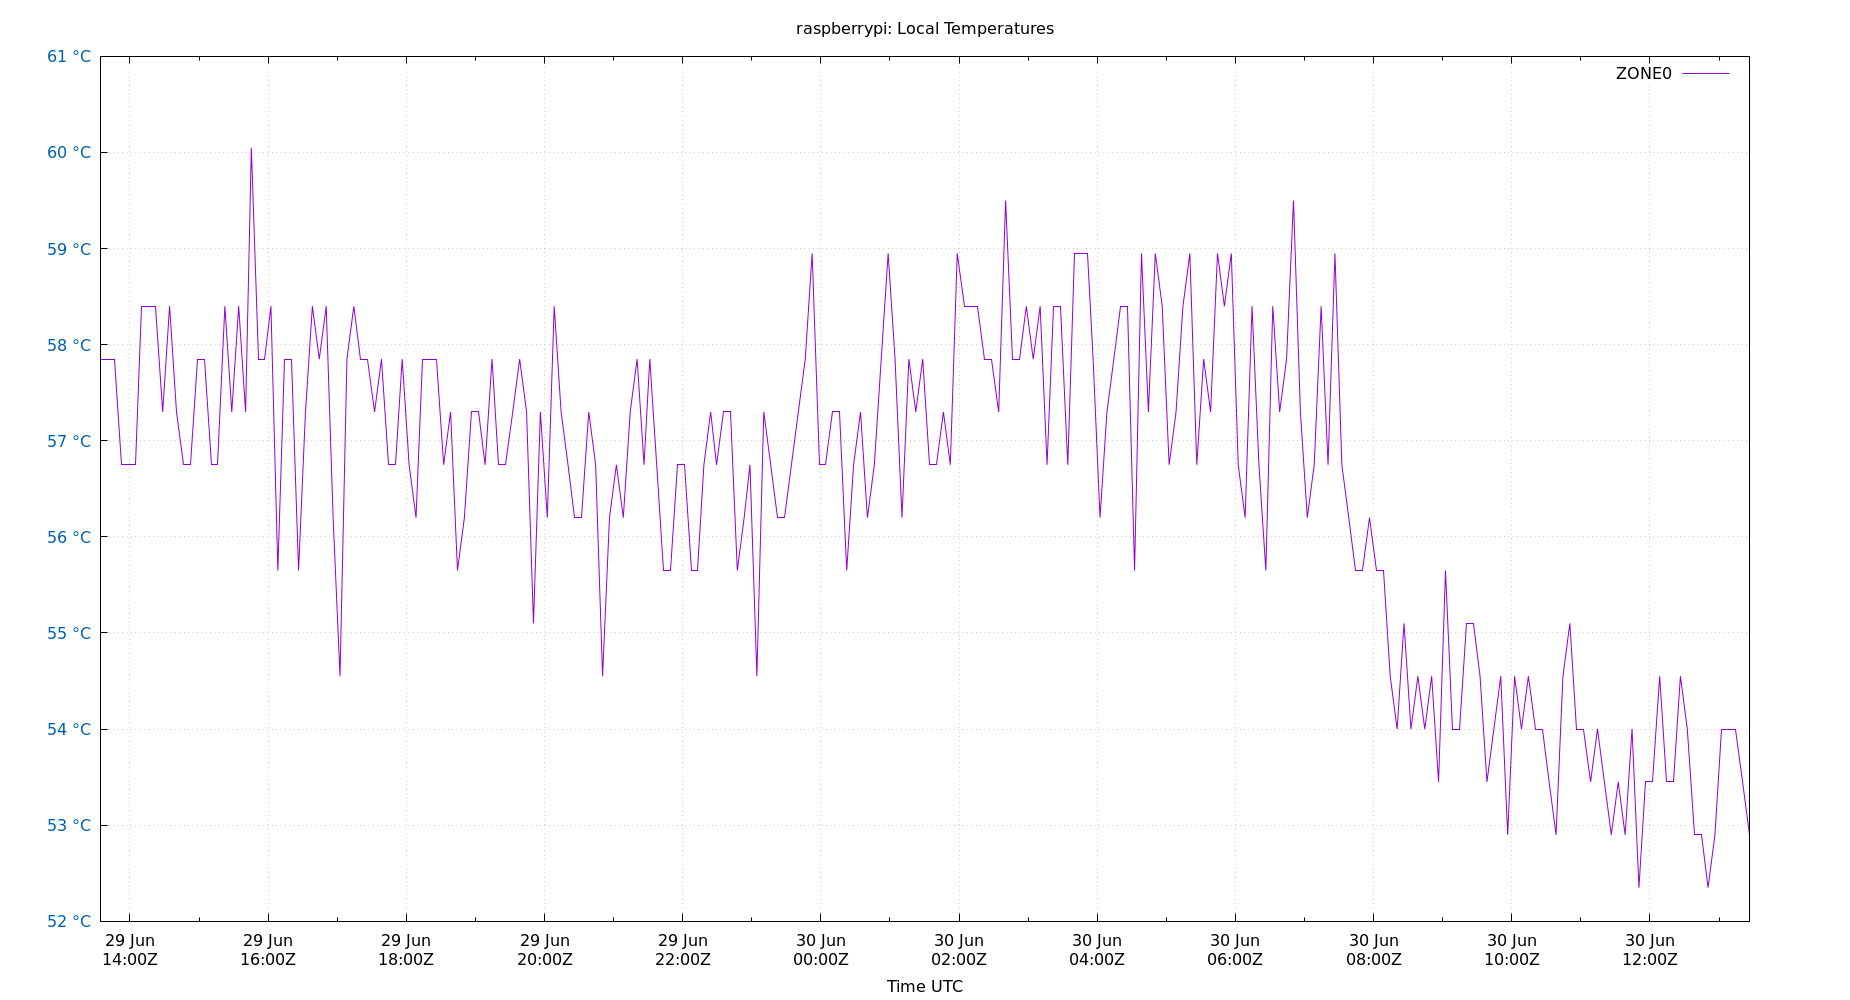 raspberrypi: Local Temperatures
61 °C
ZONE0
60 °C
59 °C
58 °C
57 °C
56 °C
55 °C
54 °C
53 °C
52 °C
29 Jun 29 Jun 29 Jun 29 Jun 29 Jun 30 Jun 30 Jun 30 Jun 30 Jun 30 Jun 30 Jun 30 Jun
14:00Z 16:00Z 18:00Z 20:00Z 22:00Z 00:00Z 02:00Z 04:00Z 06:00Z 08:00Z 10:00Z 12:00Z
Time UTC